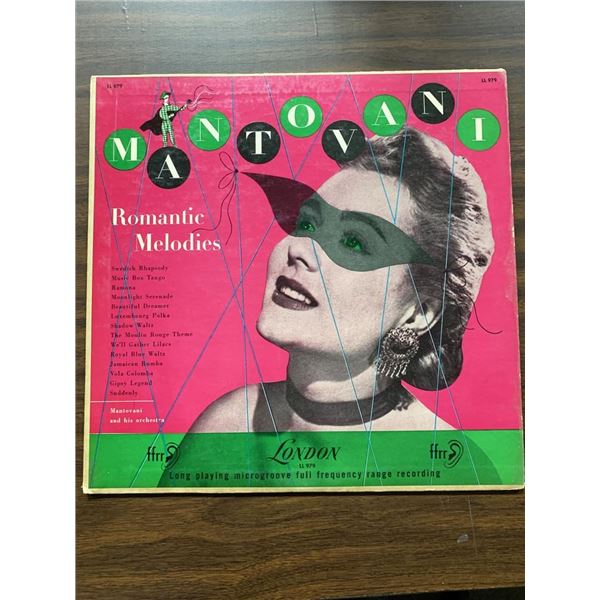 LL 979
LL 979
MANTOVANI
Romantic
Melodies
Swedish Rhapsody
Music Box Tango
Ramona
Moonlight Serenade
Beautiful Dreamer
Luxembourg Polka
Shadow Waltz
The Moulin Rouge Theme
We'll Gather Lilacs
Royal Blue Waltz
Jamaican Rumba
Vola Colomba
Gipsy Legend
Suddenly
Mantovani
and his orchestra
ffrr
LONDON
ffrr
LL 979
Long playing microgroove full frequency range recording